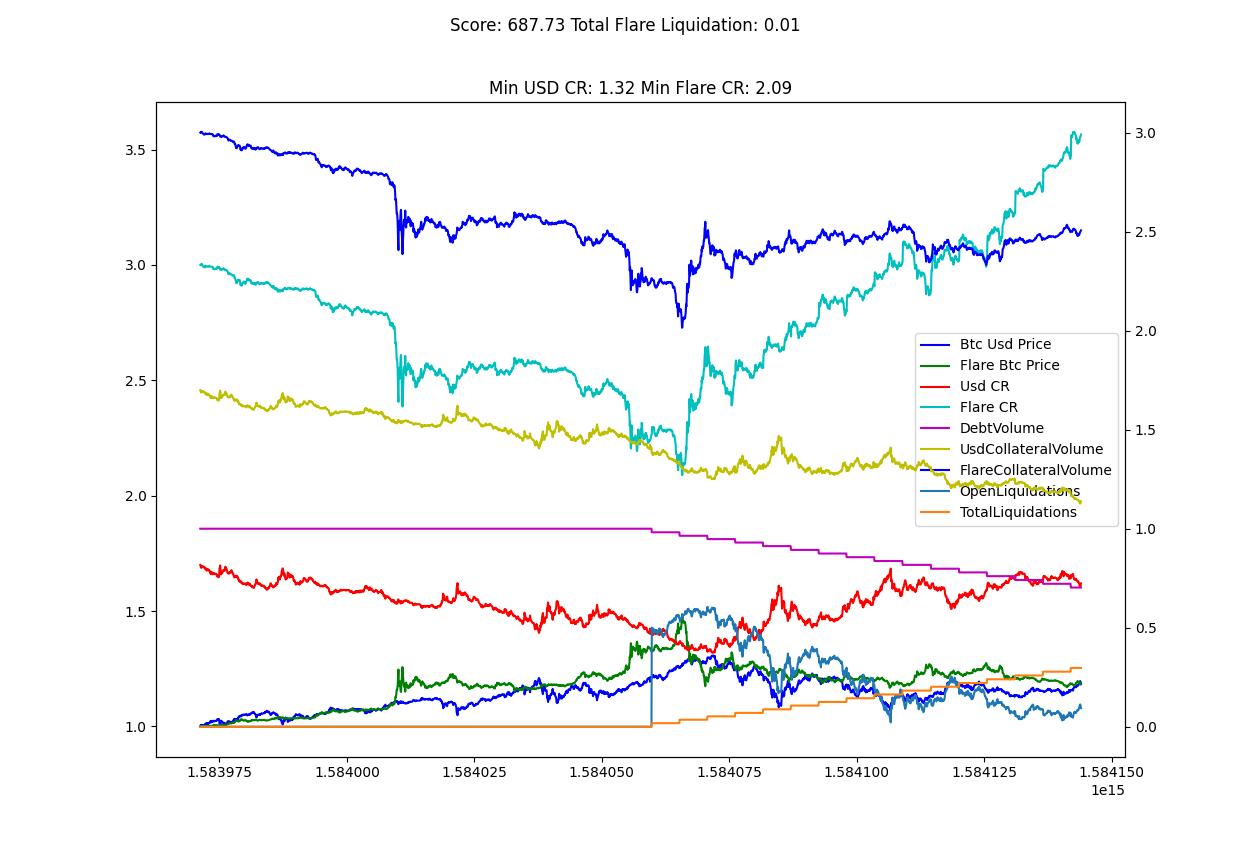 Score: 687.73 Total Flare Liquidation: 0.01
Min USD CR: 1.32 Min Flare CR: 2.09
3.5
3.0
2.5
2.0
1.5
1.0
3.0
2.5
2.0
1.5
1.0
0.5
0.0
Btc Usd Price
Flare Btc Price
Usd CR
Flare CR
DebtVolume
UsdCollateralVolume
FlareCollateralVolume
OpenLiquidations
TotalLiquidations
1.583975 1.584000 1.584025 1.584050 1.584075 1.584100 1.584125 1.584150
1e15